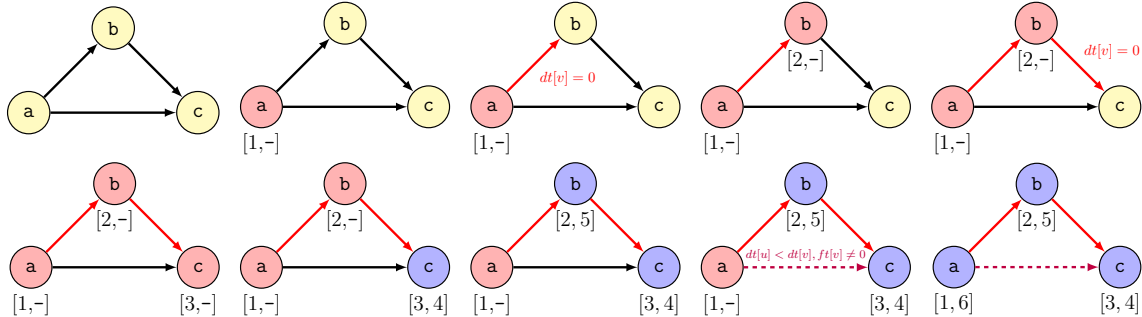 b
a
c
b
a
c
[1,-]
b
dt[v] = 0
a
c
[1,-]
b
[2,-]
a
c
[1,-]
b
[2,-]
dt[v] = 0
a
c
[1,-]
b
[2,-]
a
c
[1,-]
[3,-]
b
[2,-]
a
c
[1,-]
[3, 4]
b
[2, 5]
a
c
[1,-]
[3, 4]
b
[2, 5]
dt[u] < dt[v], ft[v] ≠ 0
a
c
[1,-]
[3, 4]
b
[2, 5]
a
c
[1, 6]
[3, 4]